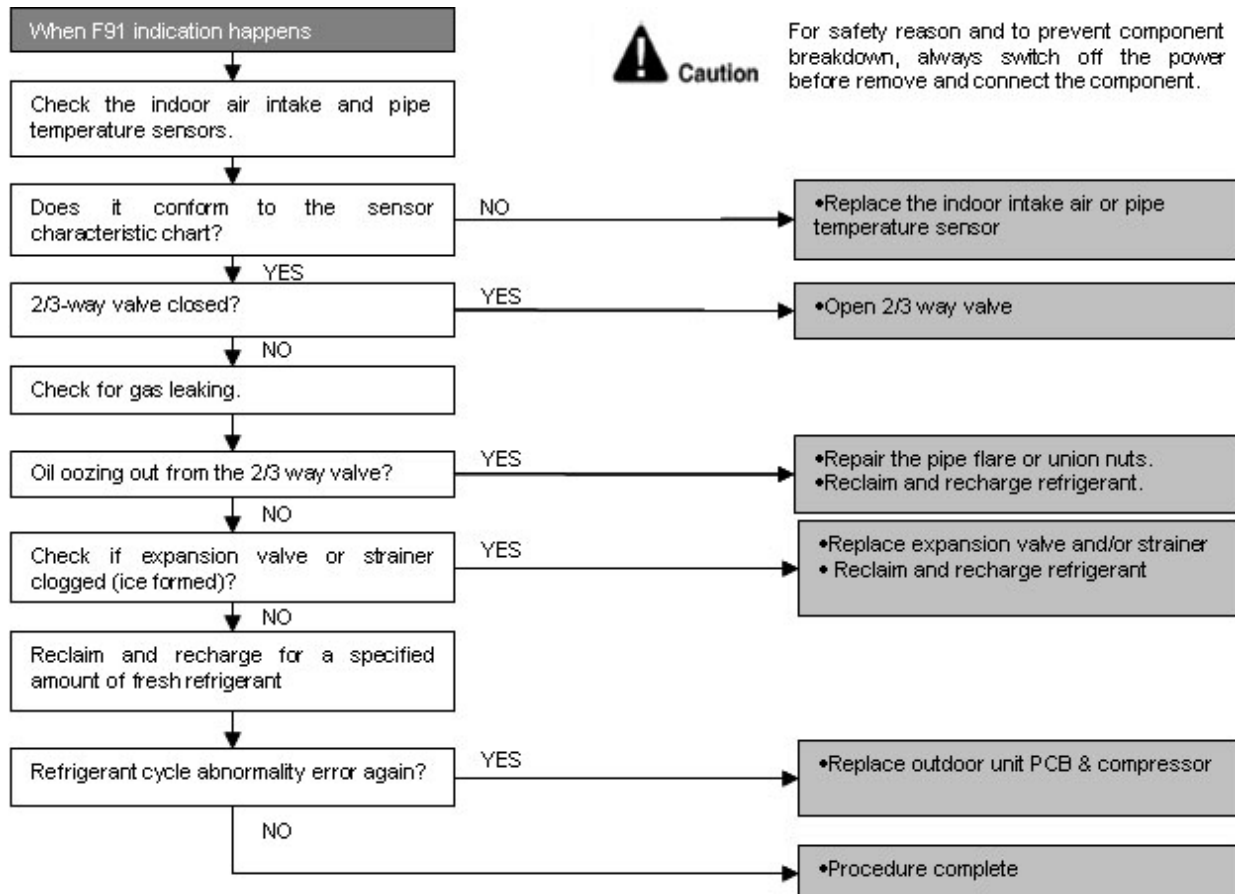 When F91 indication happens
Caution
For safety reason and to prevent component
breakdown, always switch off the power
before remove and connect the component.
Check the indoor air intake and pipe
temperature sensors.
Does it conform to the sensor
characteristic chart?
NO
•Replace the indoor intake air or pipe
temperature sensor
YES
2/3-way valve closed?
YES
•Open 2/3 way valve
NO
Check for gas leaking.
Oil oozing out from the 2/3 way valve?
YES
•Repair the pipe flare or union nuts.
•Reclaim and recharge refrigerant.
NO
Check if expansion valve or strainer
clogged (ice formed)?
YES
•Replace expansion valve and/or strainer
• Reclaim and recharge refrigerant
NO
Reclaim and recharge for a specified
amount of fresh refrigerant
Refrigerant cycle abnormality error again?
YES
•Replace outdoor unit PCB & compressor
NO
•Procedure complete